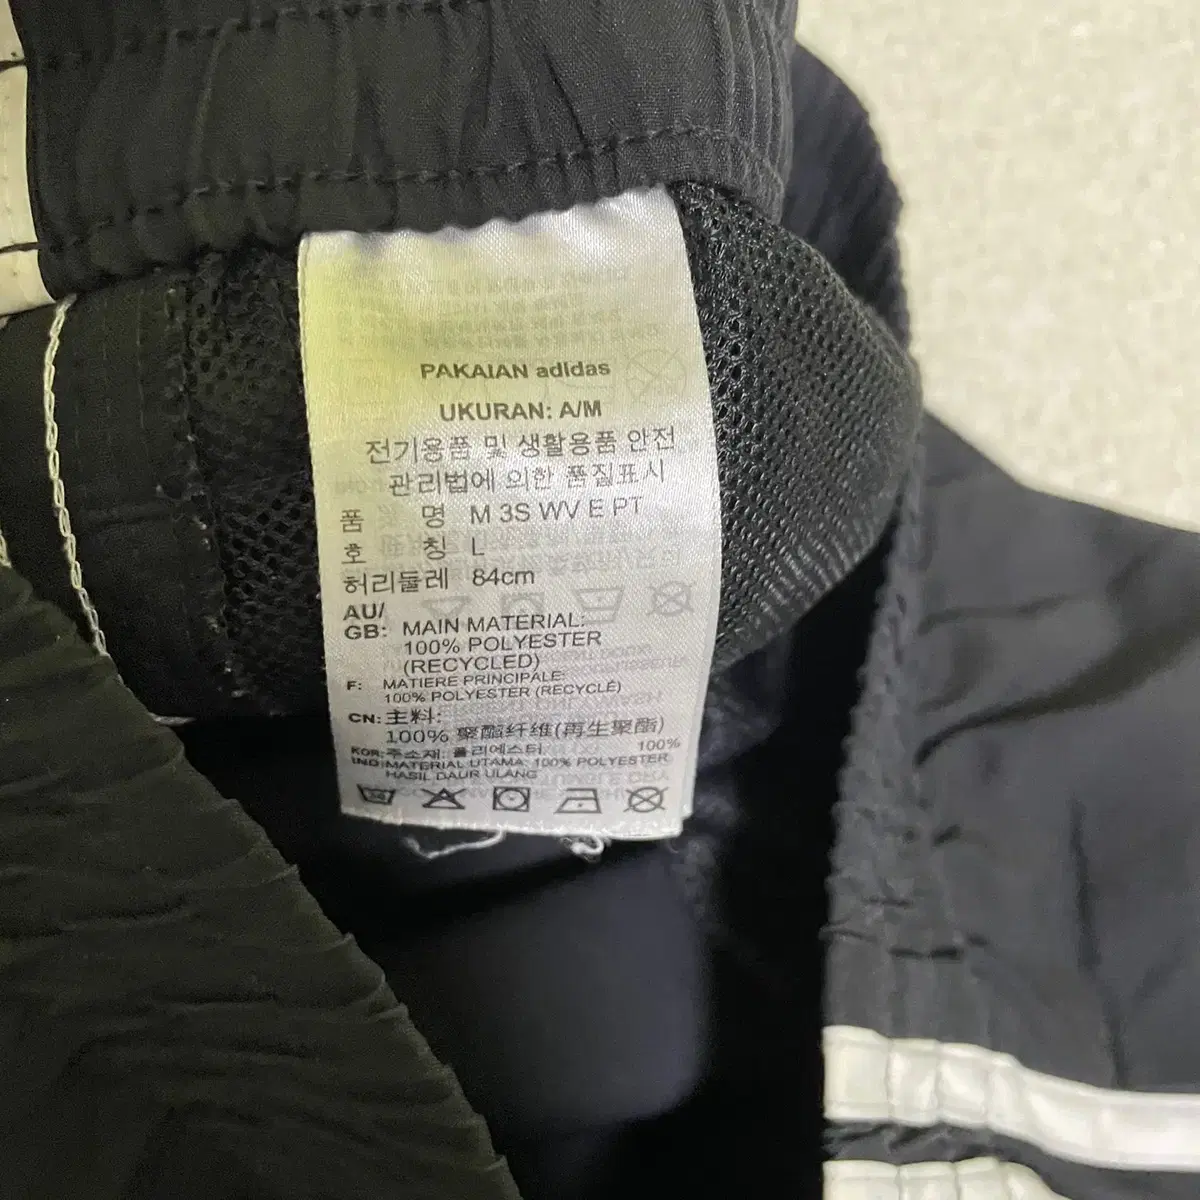 PAKAIAN adidas
UKURAN: A/M
전기용품 및 생활용품 안전
관리법에 의한 품질표시
품 명 M 3S WV E PT
호 칭 L
허리둘레 84cm
AU/
GB: MAIN MATERIAL:
100% POLYESTER
(RECYCLED)
F: MATIERE PRINCIPALE:
100% POLYESTER (RECYCLÉ)
CN: 主料:
100% 聚酯纤维(再生聚酯)
KOR: 주소재: 폴리에스터 100%
IND: MATERIAL UTAMA: 100% POLYESTER
HASIL DAUR ULANG